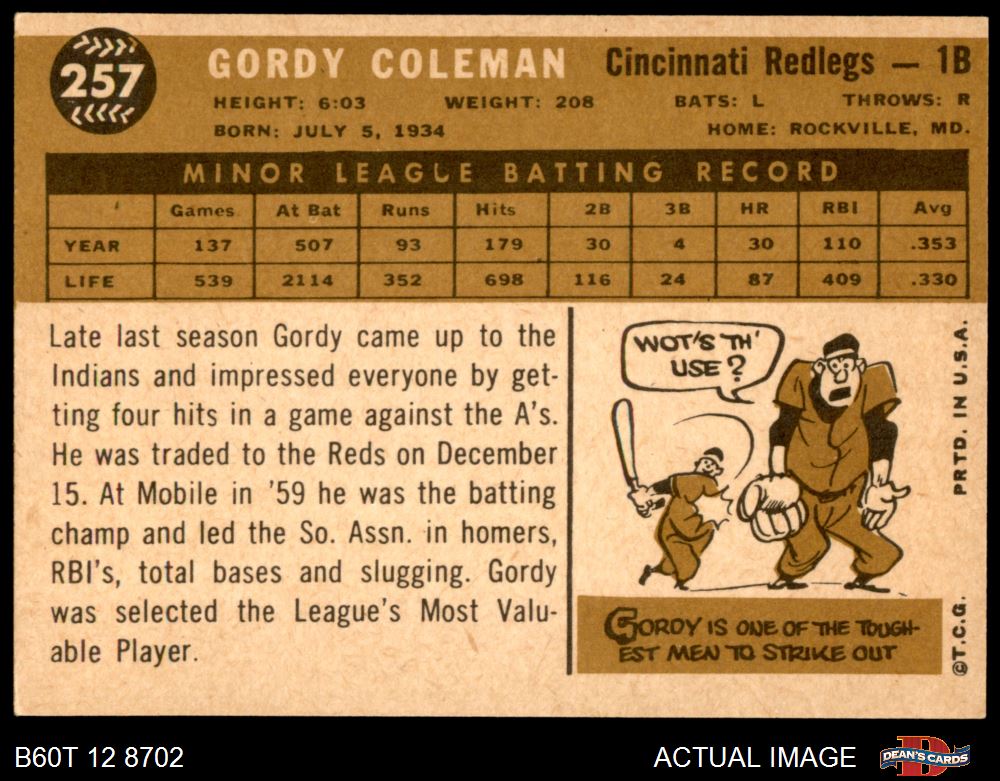 257
GORDY COLEMAN Cincinnati Redlegs — 1B
HEIGHT: 6:03 WEIGHT: 208 BATS: L THROWS: R
BORN: JULY 5, 1934 HOME: ROCKVILLE, MD.
MINOR LEAGUE BATTING RECORD
Games At Bat Runs Hits 2B 3B HR RBI Avg
YEAR 137 507 93 179 30 4 30 110 .353
LIFE 539 2114 352 698 116 24 87 409 .330
Late last season Gordy came up to the
Indians and impressed everyone by get-
ting four hits in a game against the A's.
He was traded to the Reds on December
15. At Mobile in '59 he was the batting
champ and led the So. Assn. in homers,
RBI's, total bases and slugging. Gordy
was selected the League's Most Valu-
able Player.
WOT'S TH'
USE?
GORDY IS ONE OF THE TOUGH-
EST MEN TO STRIKE OUT
PRTD. IN U.S.A.
©T.C.G.
B60T 12 8702
ACTUAL IMAGE
DEAN'S CARDS